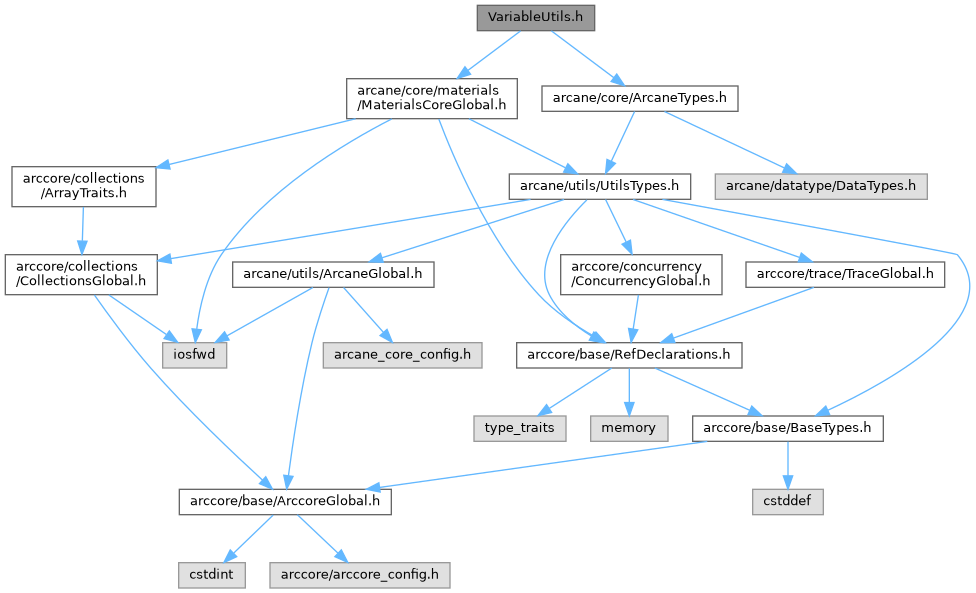 VariableUtils.h
arcane/core/materials
/MaterialsCoreGlobal.h
arcane/core/ArcaneTypes.h
arccore/collections
/ArrayTraits.h
arcane/utils/UtilsTypes.h
arcane/datatype/DataTypes.h
arccore/collections
/CollectionsGlobal.h
arcane/utils/ArcaneGlobal.h
arccore/concurrency
/ConcurrencyGlobal.h
arccore/trace/TraceGlobal.h
iosfwd
arcane_core_config.h
arccore/base/RefDeclarations.h
type_traits
memory
arccore/base/BaseTypes.h
arccore/base/ArccoreGlobal.h
cstddef
cstdint
arccore/arccore_config.h